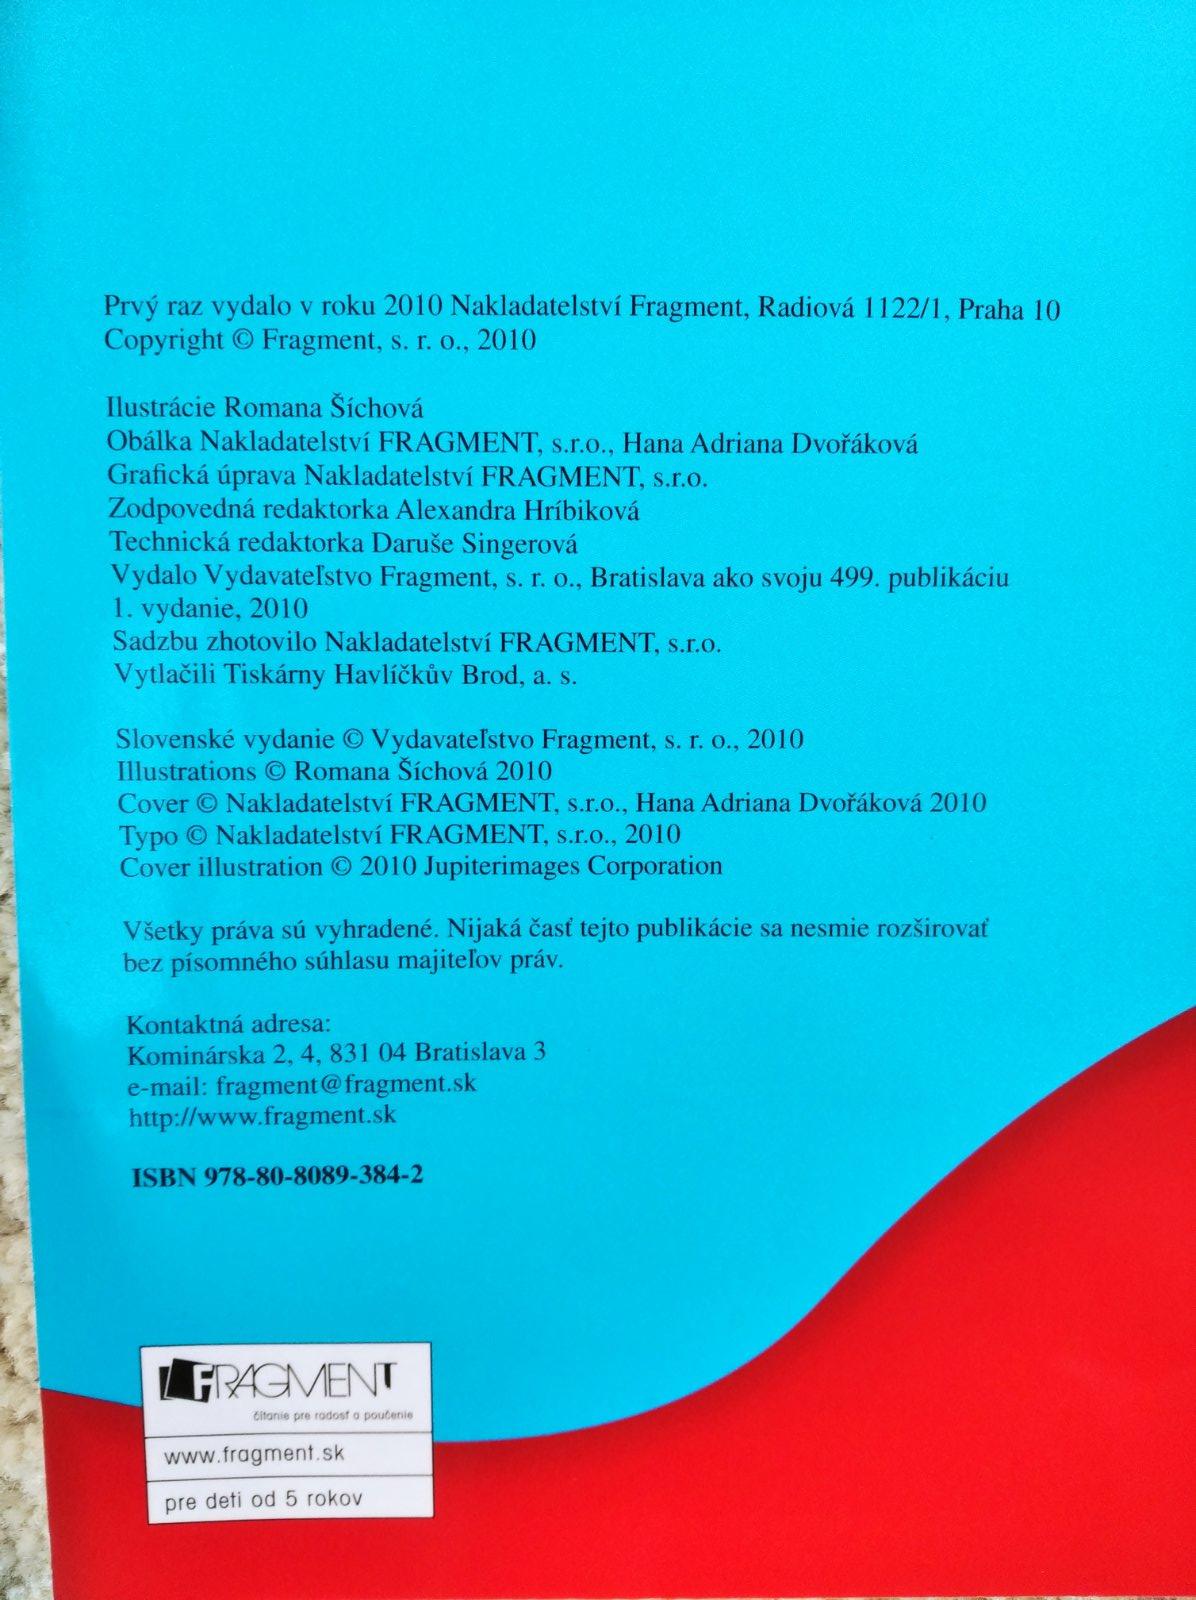 Prvý raz vydalo v roku 2010 Nakladatelství Fragment, Radiová 1122/1, Praha 10
Copyright © Fragment, s. r. o., 2010
Ilustrácie Romana Šíchová
Obálka Nakladatelství FRAGMENT, s.r.o., Hana Adriana Dvořáková
Grafická úprava Nakladatelství FRAGMENT, s.r.o.
Zodpovedná redaktorka Alexandra Hríbiková
Technická redaktorka Daruše Singerová
Vydalo Vydavateľstvo Fragment, s. r. o., Bratislava ako svoju 499. publikáciu
1. vydanie, 2010
Sadzbu zhotovilo Nakladatelství FRAGMENT, s.r.o.
Vytlačili Tiskárny Havlíčkův Brod, a. s.
Slovenské vydanie © Vydavateľstvo Fragment, s. r. o., 2010
Illustrations © Romana Šíchová 2010
Cover © Nakladatelství FRAGMENT, s.r.o., Hana Adriana Dvořáková 2010
Typo © Nakladatelství FRAGMENT, s.r.o., 2010
Cover illustration © 2010 Jupiterimages Corporation
Všetky práva sú vyhradené. Nijaká časť tejto publikácie sa nesmie rozširovať
bez písomného súhlasu majiteľov práv.
Kontaktná adresa:
Kominárska 2, 4, 831 04 Bratislava 3
e-mail: fragment@fragment.sk
http://www.fragment.sk
ISBN 978-80-8089-384-2
FRAGMENT
čítanie pre radosť a poučenie
www.fragment.sk
pre deti od 5 rokov